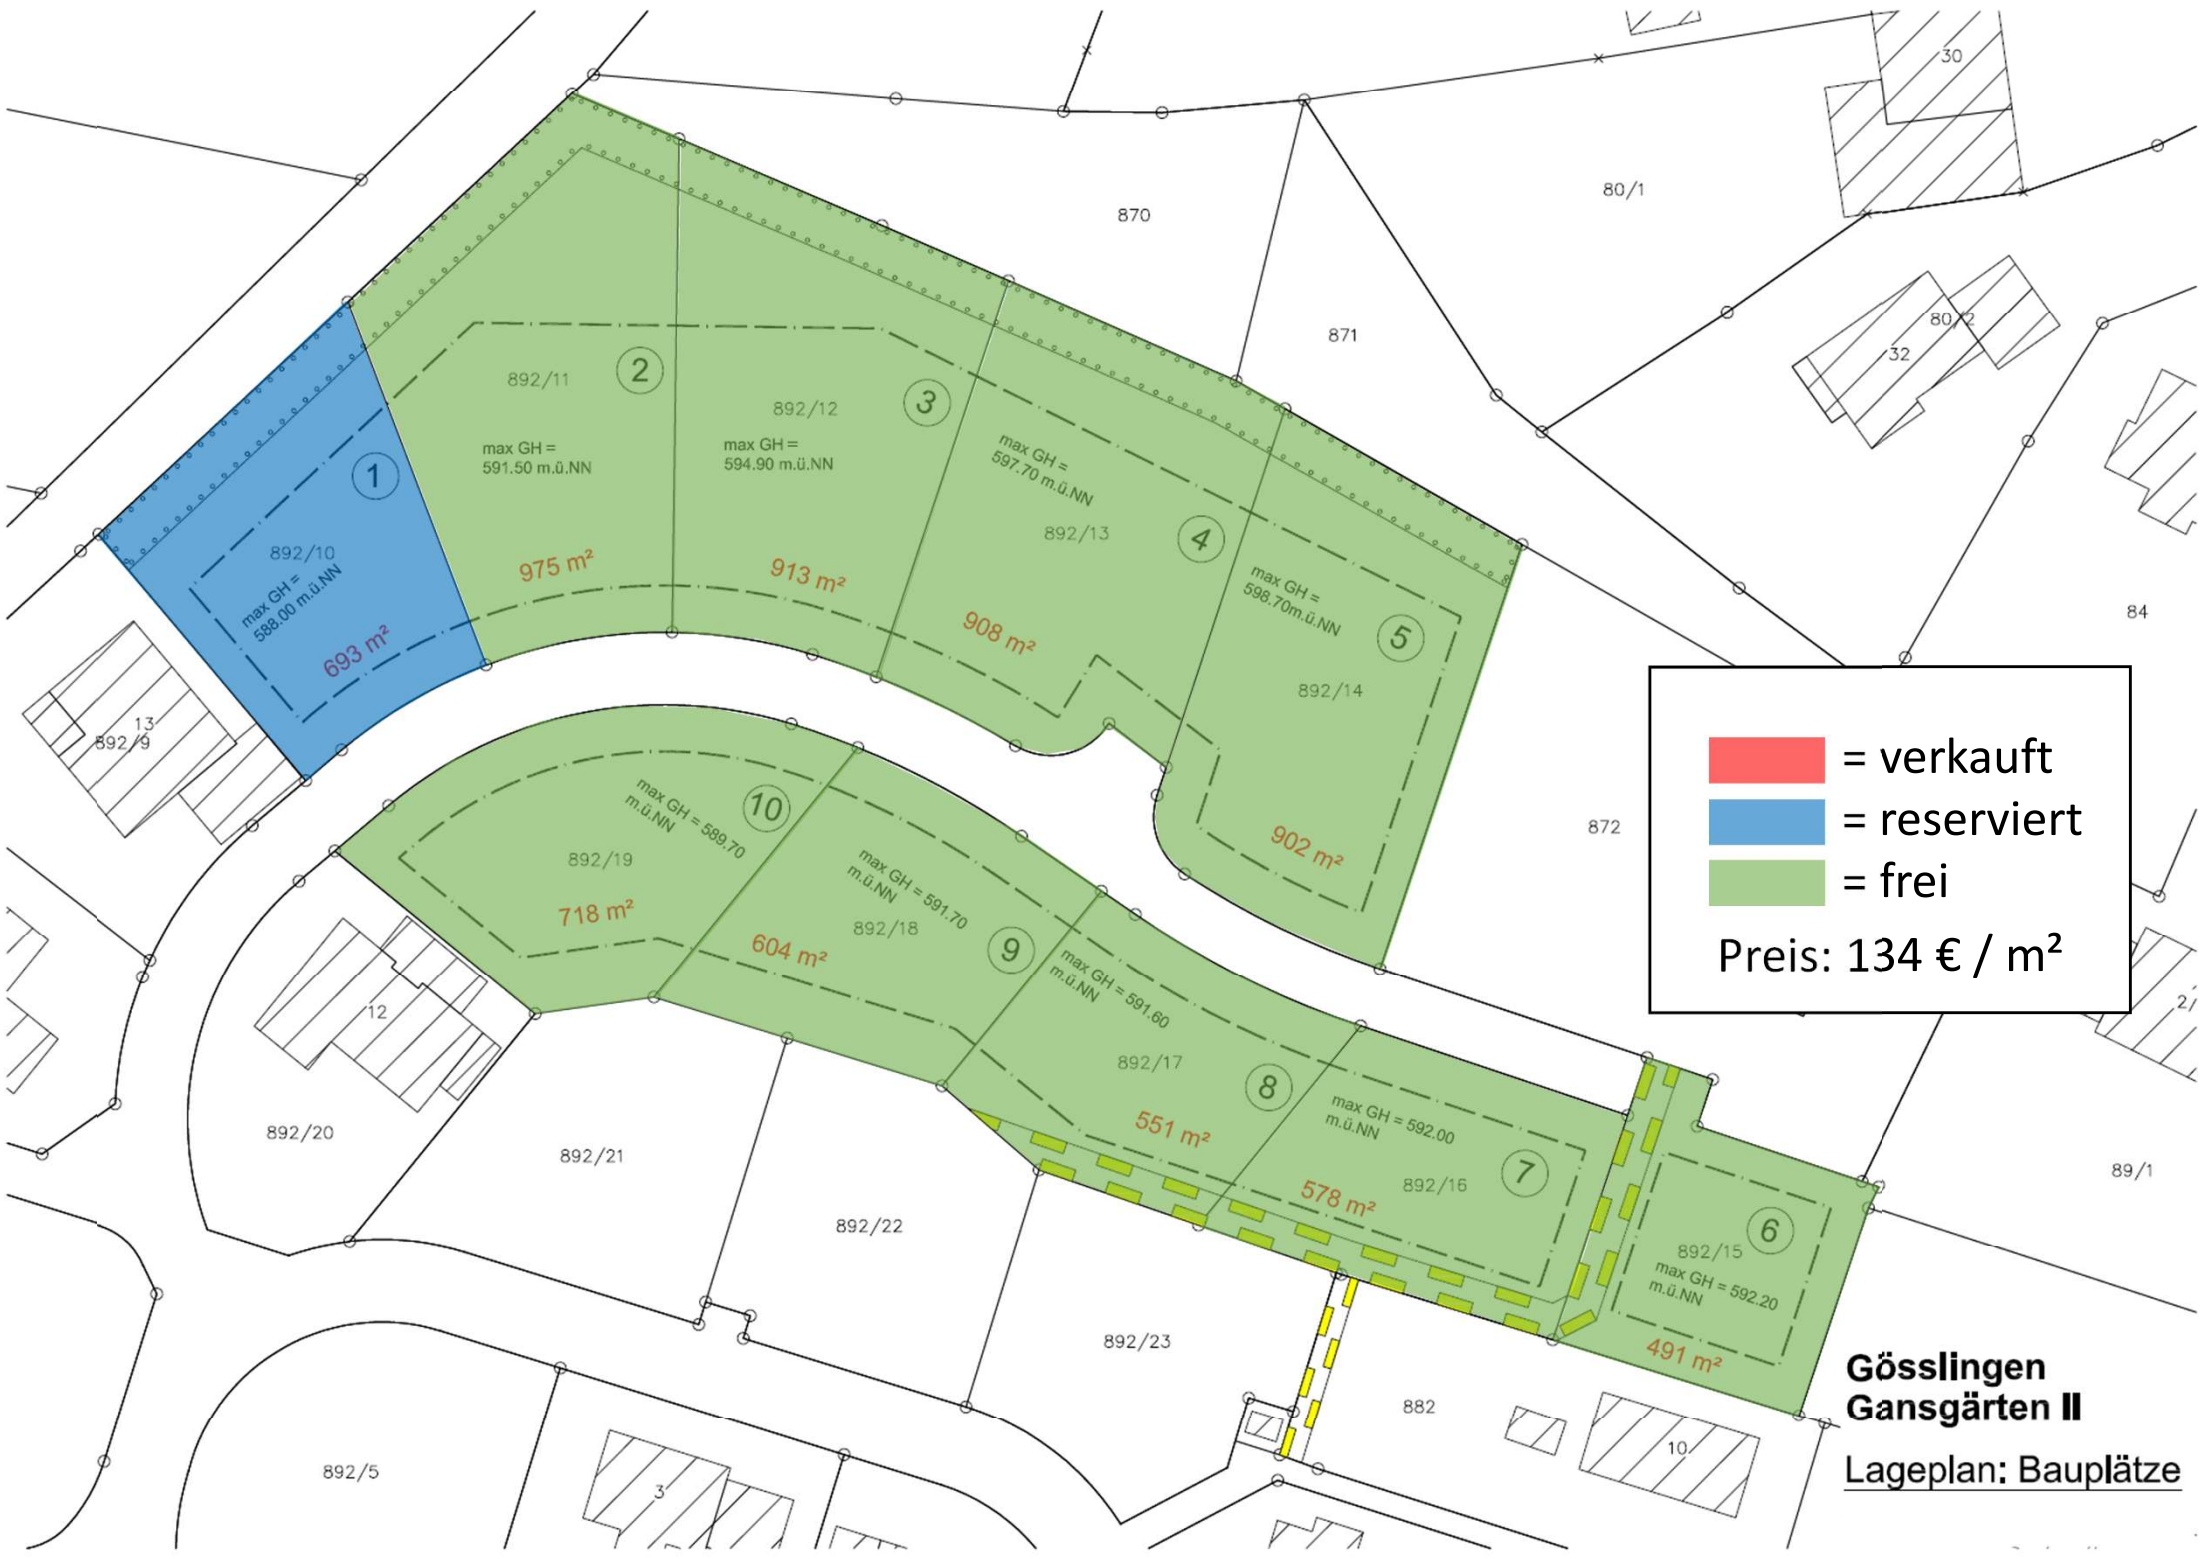 30
80/1
870
871
80/2
32
84
892/11
2
892/12
3
max GH =
591.50 m.ü.NN
max GH =
594.90 m.ü.NN
max GH =
597.70 m.ü.NN
892/13
4
1
892/10
max GH =
588.00 m.ü.NN
693 m²
975 m²
913 m²
908 m²
max GH =
598.70m.ü.NN
5
892/14
902 m²
872
13
892/9
max GH = 589.70
m.ü.NN
10
892/19
718 m²
max GH = 591.70
m.ü.NN
892/18
9
604 m²
max GH = 591.60
m.ü.NN
892/17
8
551 m²
max GH = 592.00
m.ü.NN
7
892/16
578 m²
6
892/15
max GH = 592.20
m.ü.NN
491 m²
= verkauft
= reserviert
= frei
Preis: 134 € / m²
2/
89/1
12
892/20
892/21
892/22
892/23
882
10
892/5
3
Gösslingen
Gansgärten II
Lageplan: Bauplätze